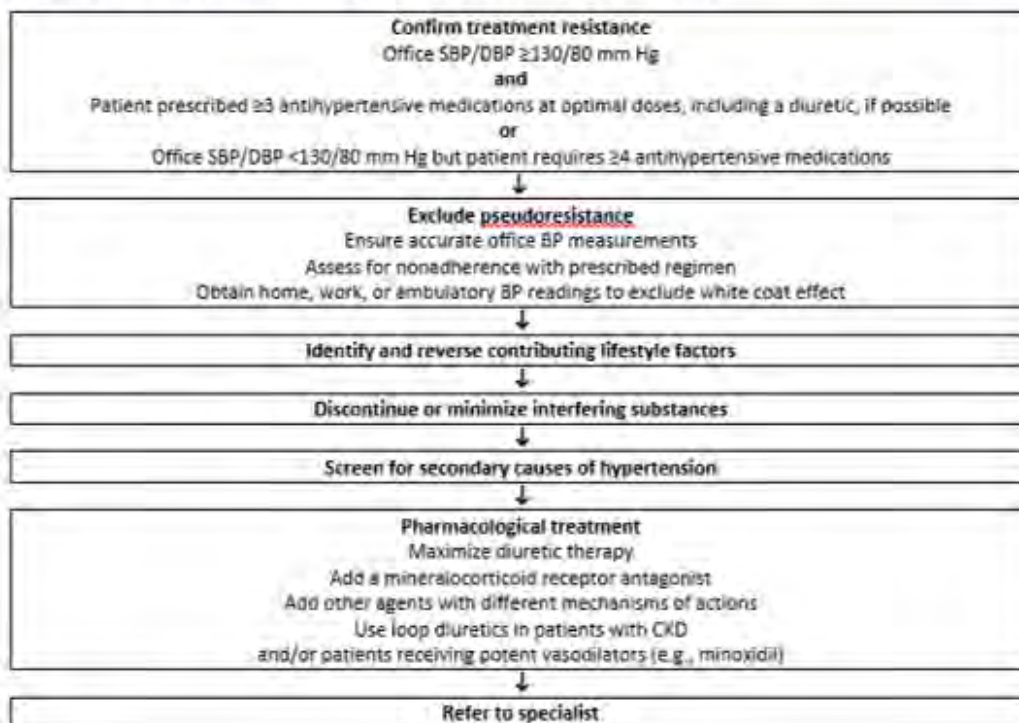 Confirm treatment resistance
Office SBP/DBP ≥130/80 mm Hg
and
Patient prescribed ≥3 antihypertensive medications at optimal doses, including a diuretic, if possible
or
Office SBP/DBP <130/80 mm Hg but patient requires ≥4 antihypertensive medications
Exclude pseudoresistance
Ensure accurate office BP measurements
Assess for nonadherence with prescribed regimen
Obtain home, work, or ambulatory BP readings to exclude white coat effect
Identify and reverse contributing lifestyle factors
Discontinue or minimize interfering substances
Screen for secondary causes of hypertension
Pharmacological treatment
Maximize diuretic therapy
Add a mineralocorticoid receptor antagonist
Add other agents with different mechanisms of actions
Use loop diuretics in patients with CKD
and/or patients receiving potent vasodilators (e.g., minoxidil)
Refer to specialist